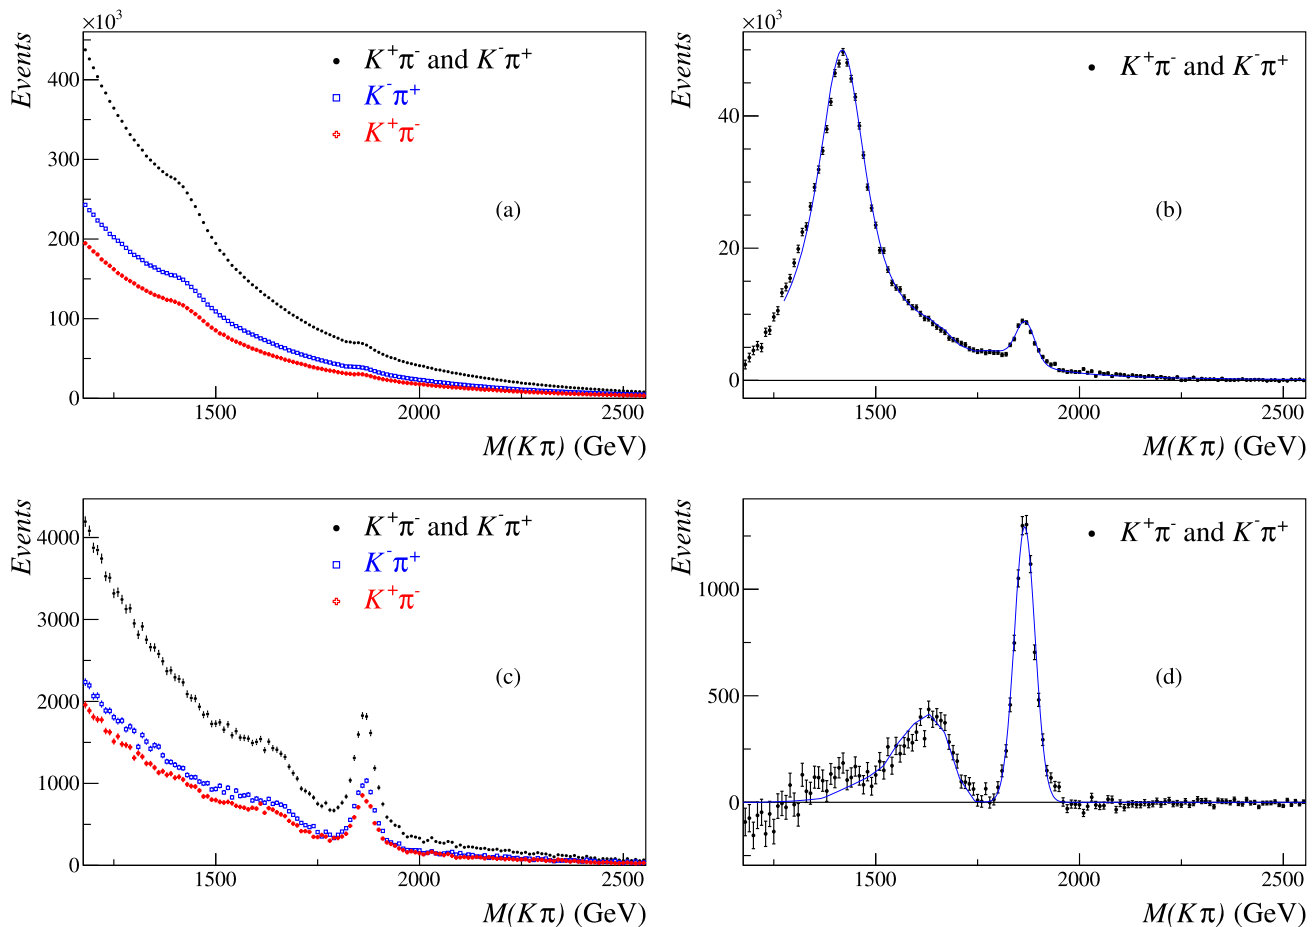 ×10³
Events
400
300
200
100
0
1500
2000
2500
M(Kπ) (GeV)
K⁺π⁻ and K⁻π⁺
K⁻π⁺
K⁺π⁻
(a)
×10³
Events
40
20
0
1500
2000
2500
M(Kπ) (GeV)
K⁺π⁻ and K⁻π⁺
(b)
Events
4000
3000
2000
1000
0
1500
2000
2500
M(Kπ) (GeV)
K⁺π⁻ and K⁻π⁺
K⁻π⁺
K⁺π⁻
(c)
Events
1000
500
0
1500
2000
2500
M(Kπ) (GeV)
K⁺π⁻ and K⁻π⁺
(d)